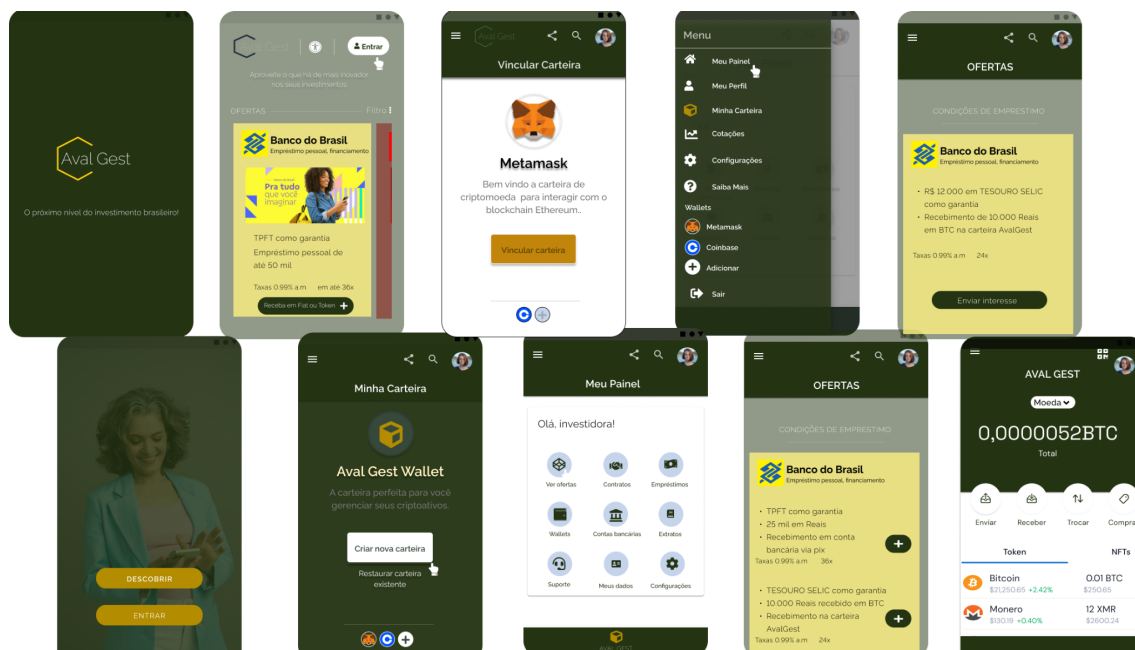 Aval Gest
O próximo nível do investimento brasileiro!
Aval Gest
Entrar
Aproveite o que há de mais inovador
nos seus investimentos.
OFERTAS
Filtro
Banco do Brasil
Empréstimo pessoal, financiamento
Pra tudo
que você
imaginar
TPFT como garantia
Empréstimo pessoal de
até 50 mil
Taxas 0.99% a.m em até 36x
Receba em Fiat ou Token
Aval Gest
Vincular Carteira
Metamask
Bem vindo a carteira de
criptomoeda para interagir com o
blockchain Ethereum..
Vincular carteira
Menu
Meu Painel
Meu Perfil
Minha Carteira
Cotações
Configurações
Saiba Mais
Wallets
Metamask
Coinbase
Adicionar
Sair
OFERTAS
CONDIÇÕES DE EMPRESTIMO
Banco do Brasil
Empréstimo pessoal, financiamento
• R$ 12.000 em TESOURO SELIC
como garantia
• Recebimento de 10.000 Reais
em BTC na carteira AvalGest
Taxas 0.99% a.m 24x
Enviar interesse
DESCOBRIR
ENTRAR
Minha Carteira
Aval Gest Wallet
A carteira perfeita para você
gerenciar seus criptoativos.
Criar nova carteira
Restaurar carteira
existente
Meu Painel
Olá, investidora!
Ver ofertas
Contratos
Empréstimos
Wallets
Contas bancárias
Extratos
Suporte
Meus dados
Configurações
AVAL GEST
OFERTAS
CONDIÇÕES DE EMPRESTIMO
Banco do Brasil
Empréstimo pessoal, financiamento
• TPFT como garantia
• 25 mil em Reais
• Recebimento em conta
bancária via pix
Taxas 0.99% a.m 36x
• TESOURO SELIC como garantia
• 10.000 Reais recebido em BTC
• Recebimento na carteira
AvalGest
Taxas 0.99% a.m 24x
AVAL GEST
Moeda
0,0000052BTC
Total
Enviar
Receber
Trocar
Compra
Token
NFTs
Bitcoin
0.01 BTC
$21,250.65 +2.42%
$250.65
Monero
12 XMR
$130.19 +0.40%
$2600.24